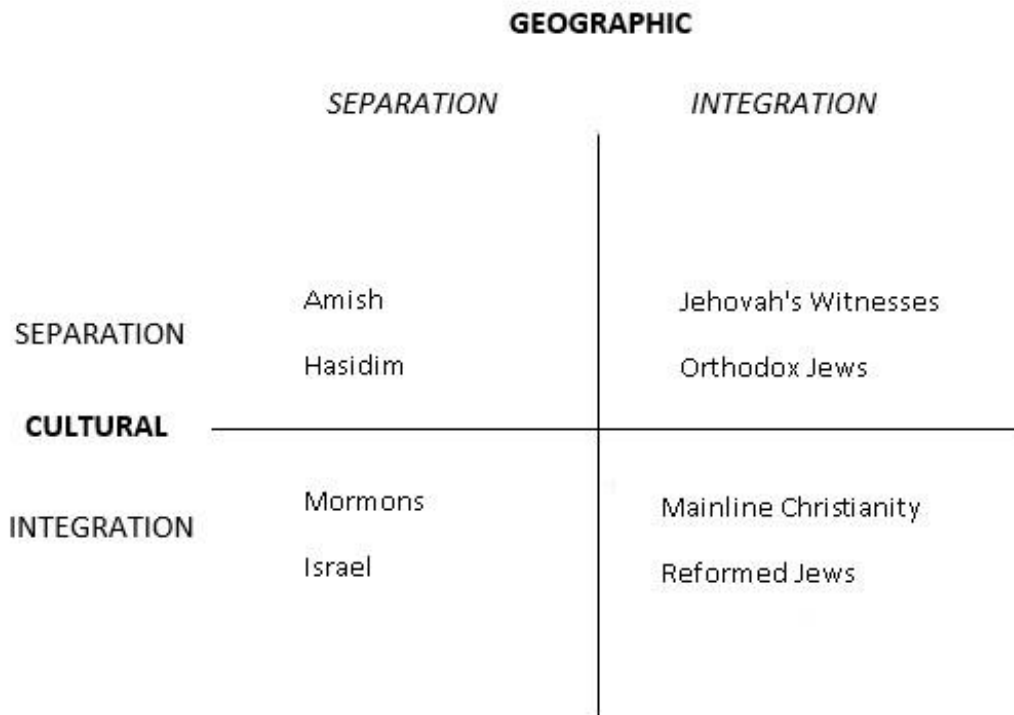 GEOGRAPHIC
SEPARATION INTEGRATION
Amish Jehovah's Witnesses
SEPARATION
Hasidim Orthodox Jews
CULTURAL
Mormons Mainline Christianity
INTEGRATION
Israel Reformed Jews